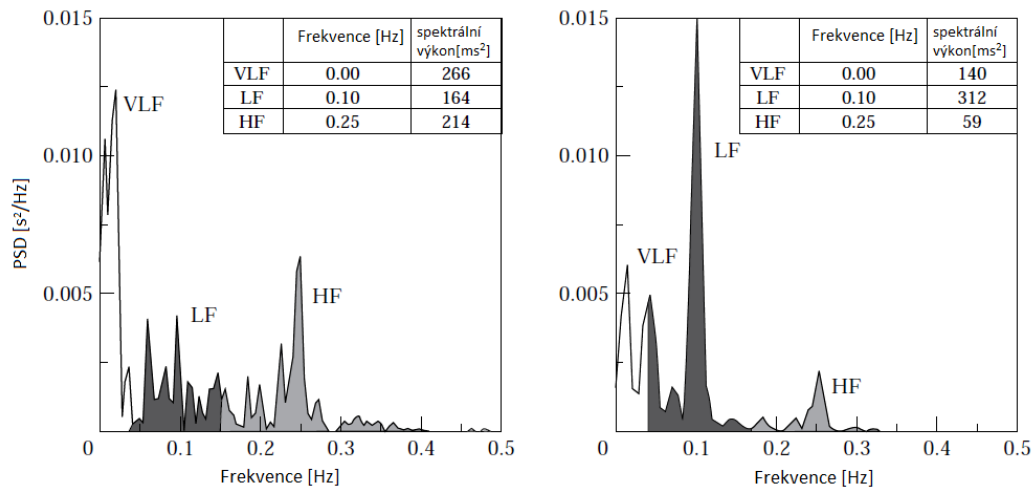 0.015
Frekvence [Hz] spektrální výkon[ms²]
VLF 0.00 266
LF 0.10 164
HF 0.25 214
VLF
0.010
PSD [s²/Hz]
0.005
LF
HF
0 0.1 0.2 0.3 0.4 0.5
Frekvence [Hz]
0.015
Frekvence [Hz] spektrální výkon[ms²]
VLF 0.00 140
LF 0.10 312
HF 0.25 59
LF
0.010
VLF
0.005
HF
0 0.1 0.2 0.3 0.4 0.5
Frekvence [Hz]